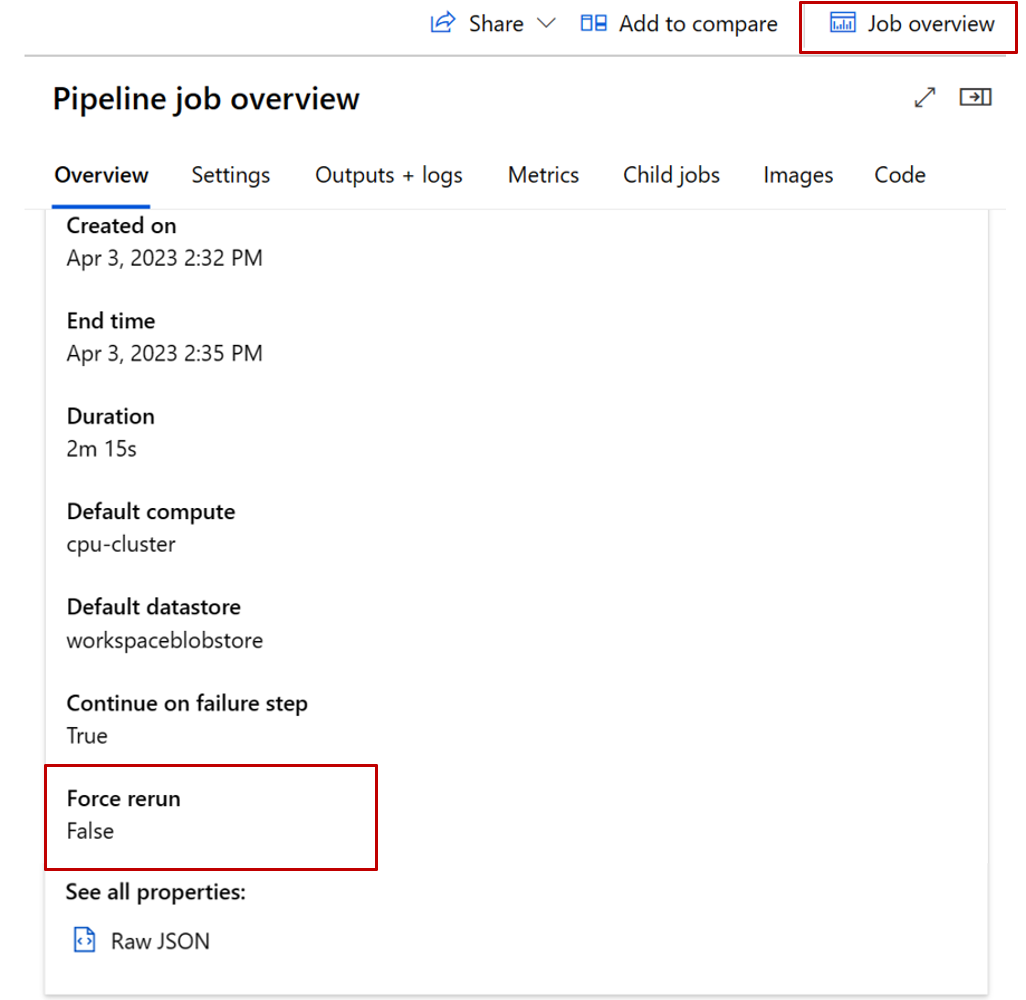 Share Add to compare Job overview
Pipeline job overview
Overview Settings Outputs + logs Metrics Child jobs Images Code
Created on
Apr 3, 2023 2:32 PM
End time
Apr 3, 2023 2:35 PM
Duration
2m 15s
Default compute
cpu-cluster
Default datastore
workspaceblobstore
Continue on failure step
True
Force rerun
False
See all properties:
Raw JSON